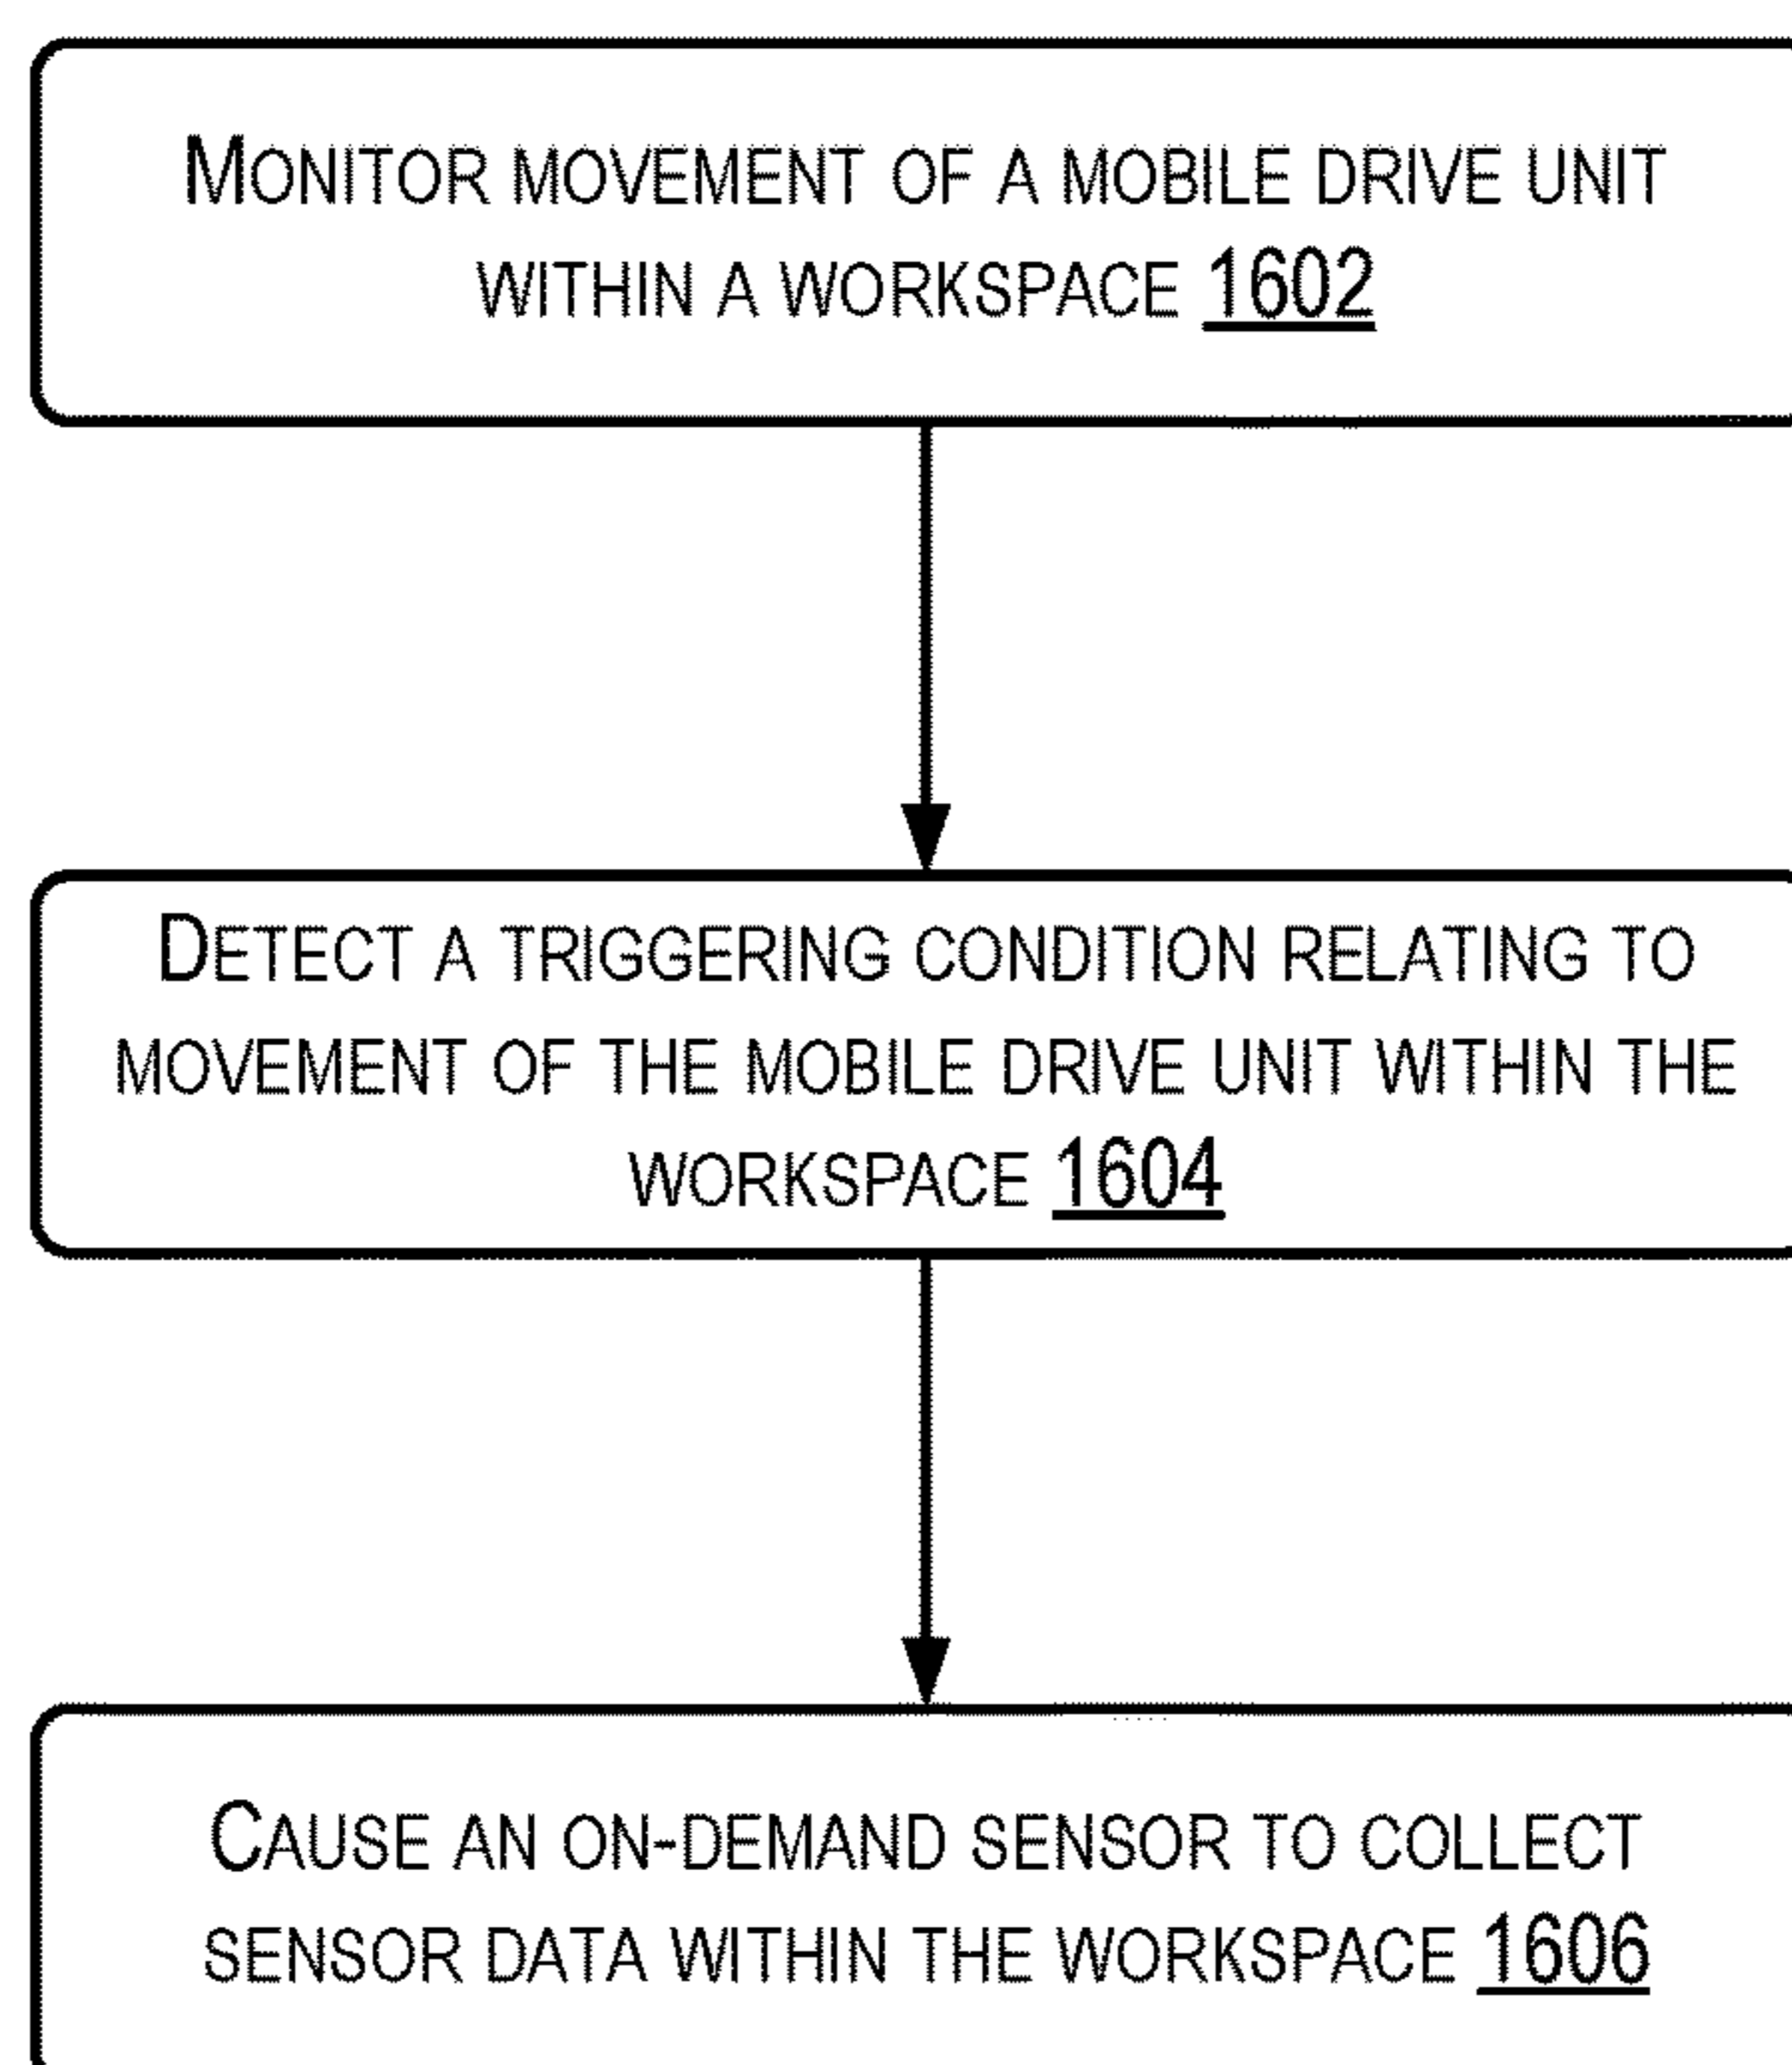 MONITOR MOVEMENT OF A MOBILE DRIVE UNIT
WITHIN A WORKSPACE 1602
DETECT A TRIGGERING CONDITION RELATING TO
MOVEMENT OF THE MOBILE DRIVE UNIT WITHIN THE
WORKSPACE 1604
CAUSE AN ON-DEMAND SENSOR TO COLLECT
SENSOR DATA WITHIN THE WORKSPACE 1606